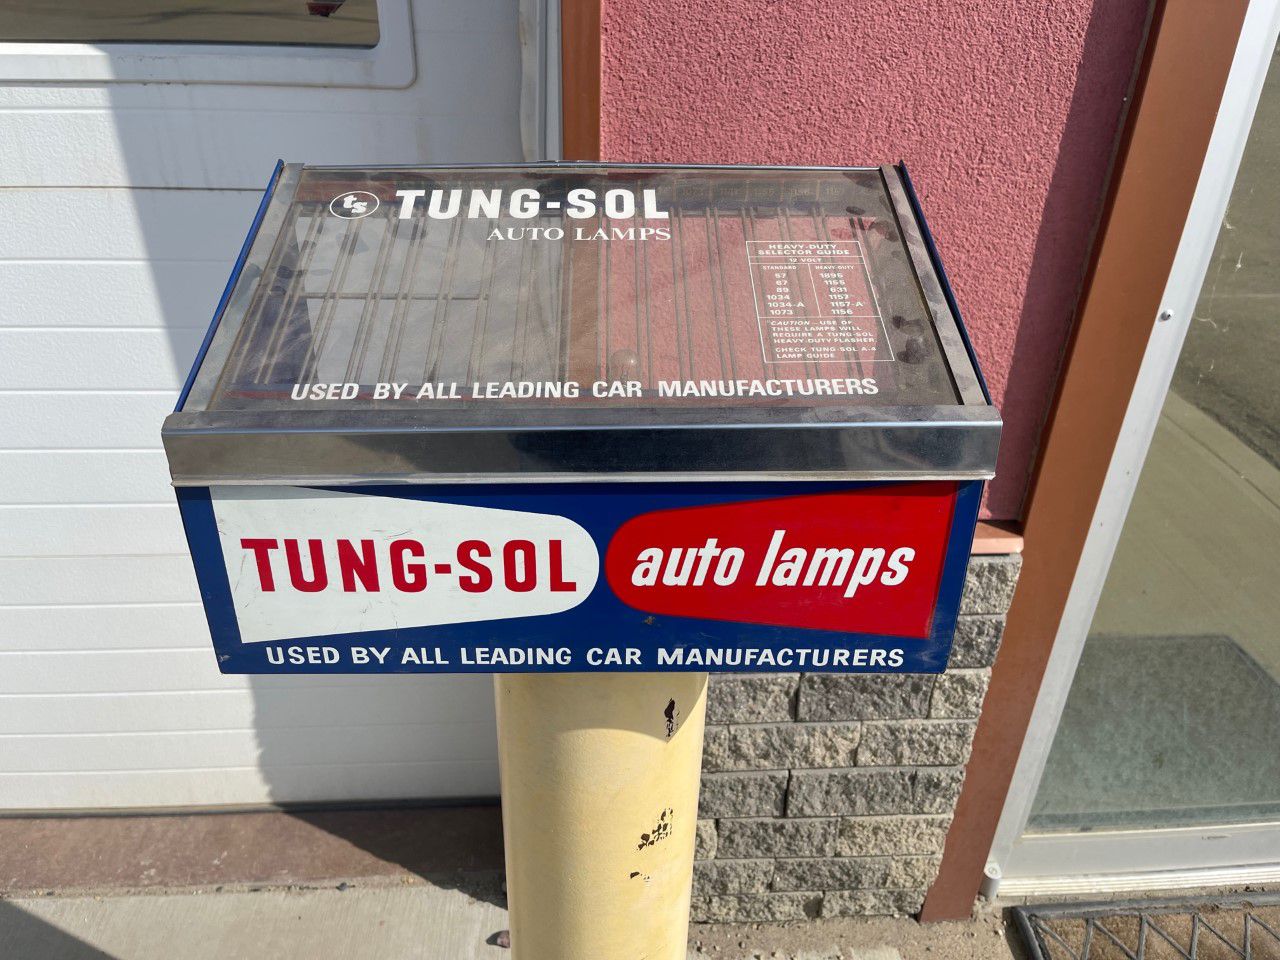 ts TUNG-SOL
AUTO LAMPS
HEAVY-DUTY
SELECTOR GUIDE
12 VOLT
STANDARD HEAVY-DUTY
57 1895
67 1155
89 631
1034 1157
1034-A 1157-A
1073 1156
CAUTION - USE OF
THESE LAMPS WILL
REQUIRE A TUNG-SOL
HEAVY-DUTY FLASHER.
CHECK TUNG-SOL A-4
LAMP GUIDE
USED BY ALL LEADING CAR MANUFACTURERS
TUNG-SOL auto lamps
USED BY ALL LEADING CAR MANUFACTURERS